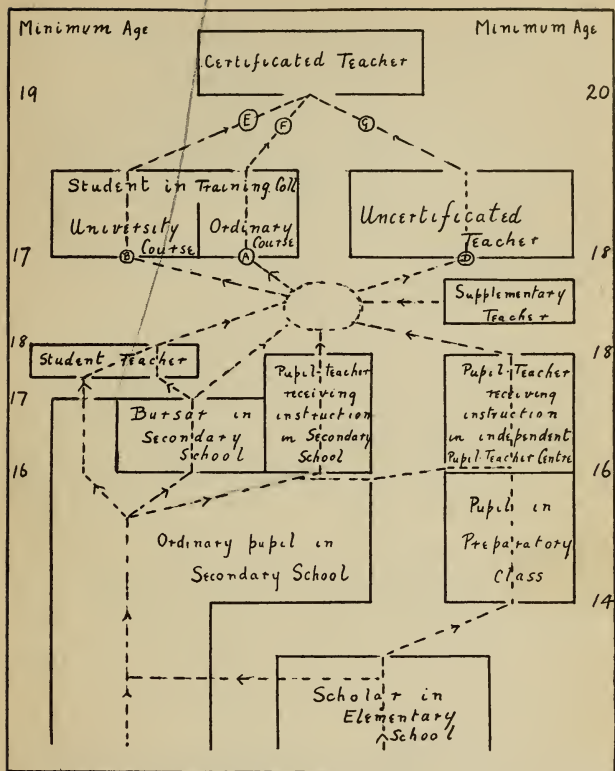 Minimum Age
Minimum Age
Certificated Teacher
19
20
E
F
G
Student in Training Coll
University
Course
Ordinary
Course
Uncertificated
Teacher
17
B
A
D
18
Supplementary
Teacher
18
Student Teacher
18
17
Bursar in
Secondary
School
Pupil-teacher
receiving
instruction
in Secondary
School
Pupil-Teacher
receiving
instruction
in independent
Pupil-Teacher Centre
16
16
Ordinary pupil in
Secondary School
Pupil in
Preparatory
Class
14
Scholar in
Elementary
School